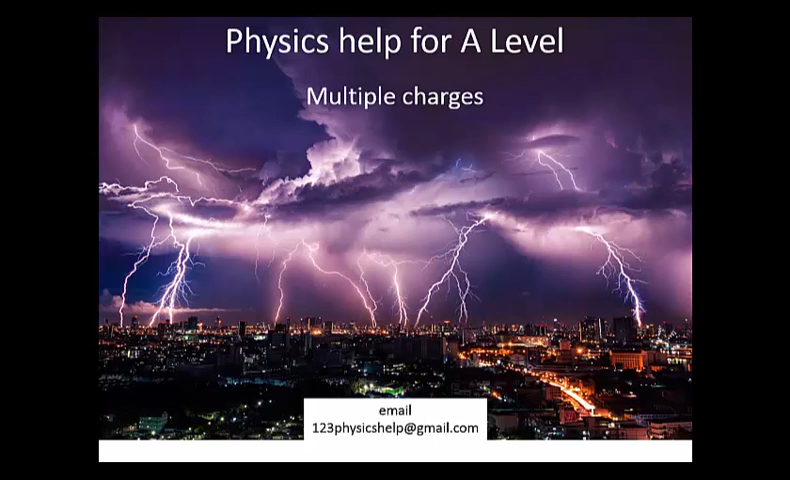 Physics help for A Level
Multiple charges
email
123physicshelp@gmail.com